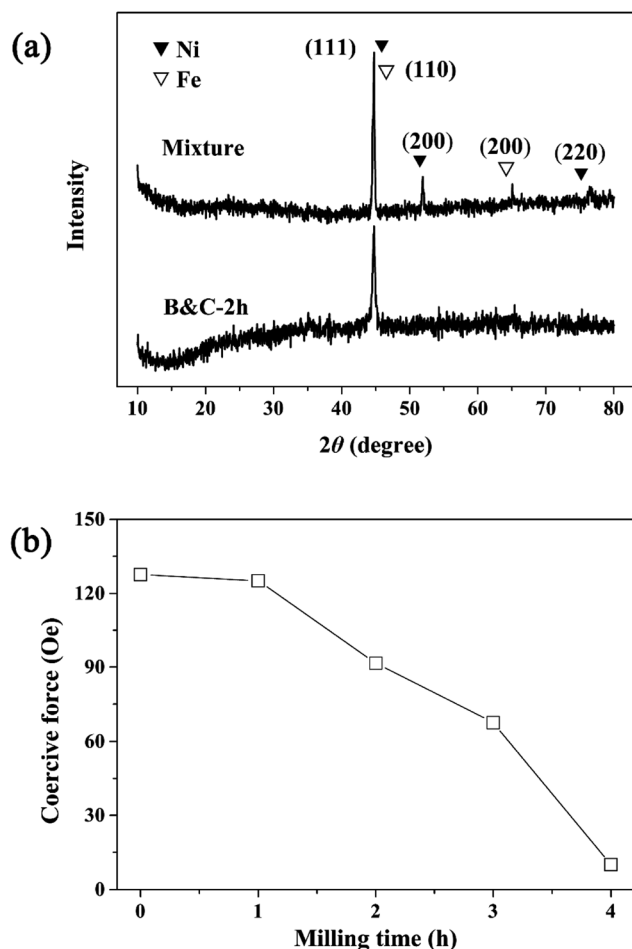 (a)
▼ Ni
▽ Fe
(111) ▼
▽ (110)
Mixture
(200)
▼
(200)
▽
(220)
▼
B&C-2h
Intensity
10 20 30 40 50 60 70 80
2θ (degree)
(b)
150
120
90
60
30
0
Coercive force (Oe)
0 1 2 3 4
Milling time (h)